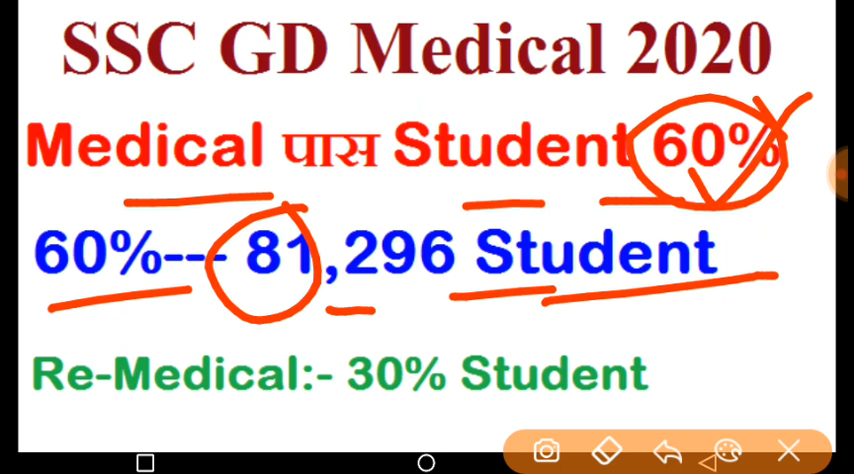 SSC GD Medical 2020
Medical पास Student 60%
60%--- 81,296 Student
Re-Medical:- 30% Student